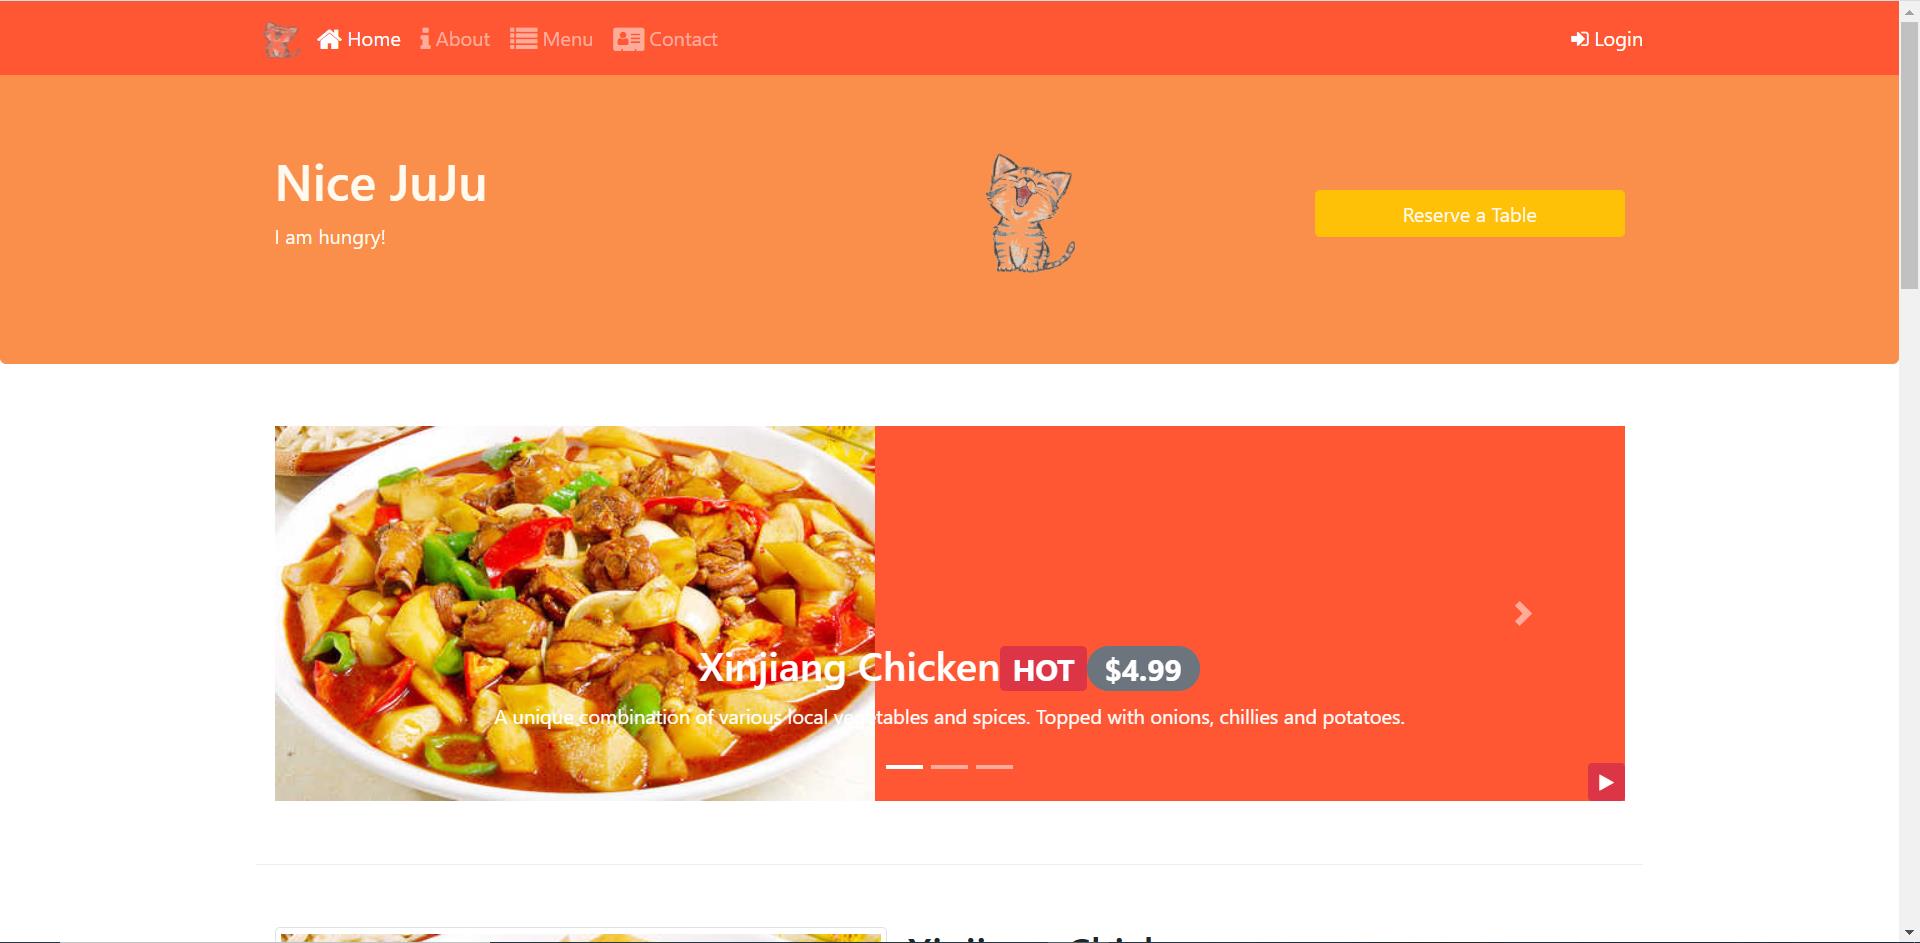 Home About Menu Contact Login
Nice JuJu
I am hungry!
Reserve a Table
Xinjiang Chicken HOT $4.99
A unique combination of various local vegetables and spices. Topped with onions, chillies and potatoes.